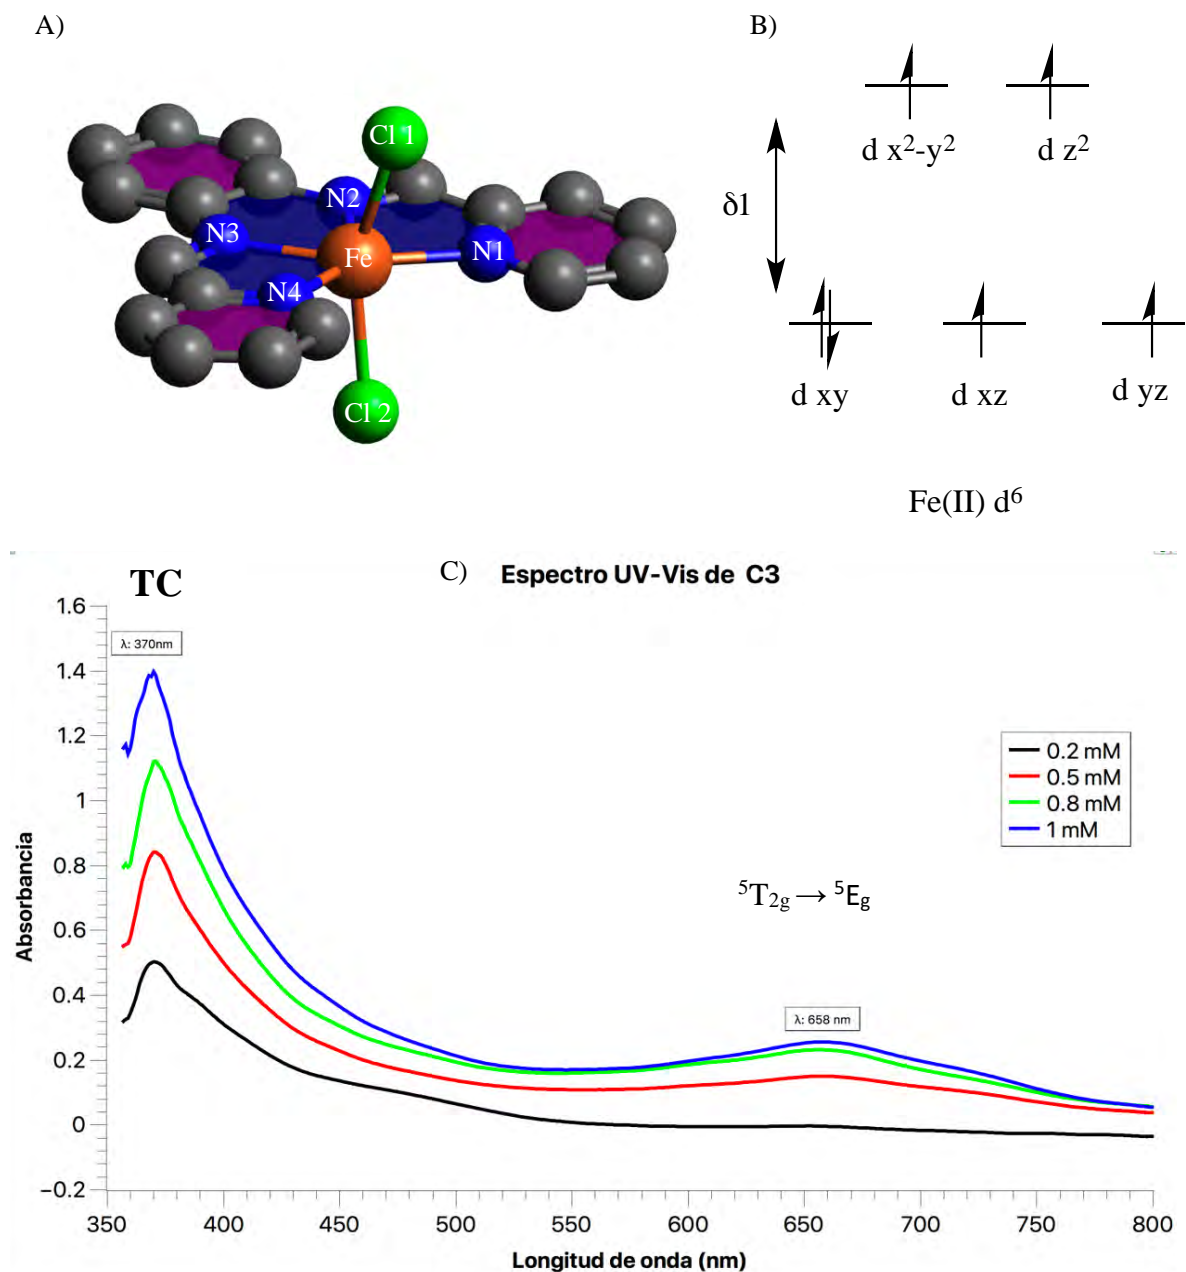 A)
B)
Cl 1
N2
N3
Fe
N1
N4
Cl 2
d x²-y²
d z²
δ1
d xy
d xz
d yz
Fe(II) d⁶
TC
C) Espectro UV-Vis de C3
λ: 370nm
1.6
1.4
1.2
1
0.8
0.6
0.4
0.2
0
−0.2
Absorbancia
0.2 mM
0.5 mM
0.8 mM
1 mM
⁵T₂g → ⁵Eg
λ: 658 nm
350 400 450 500 550 600 650 700 750 800
Longitud de onda (nm)